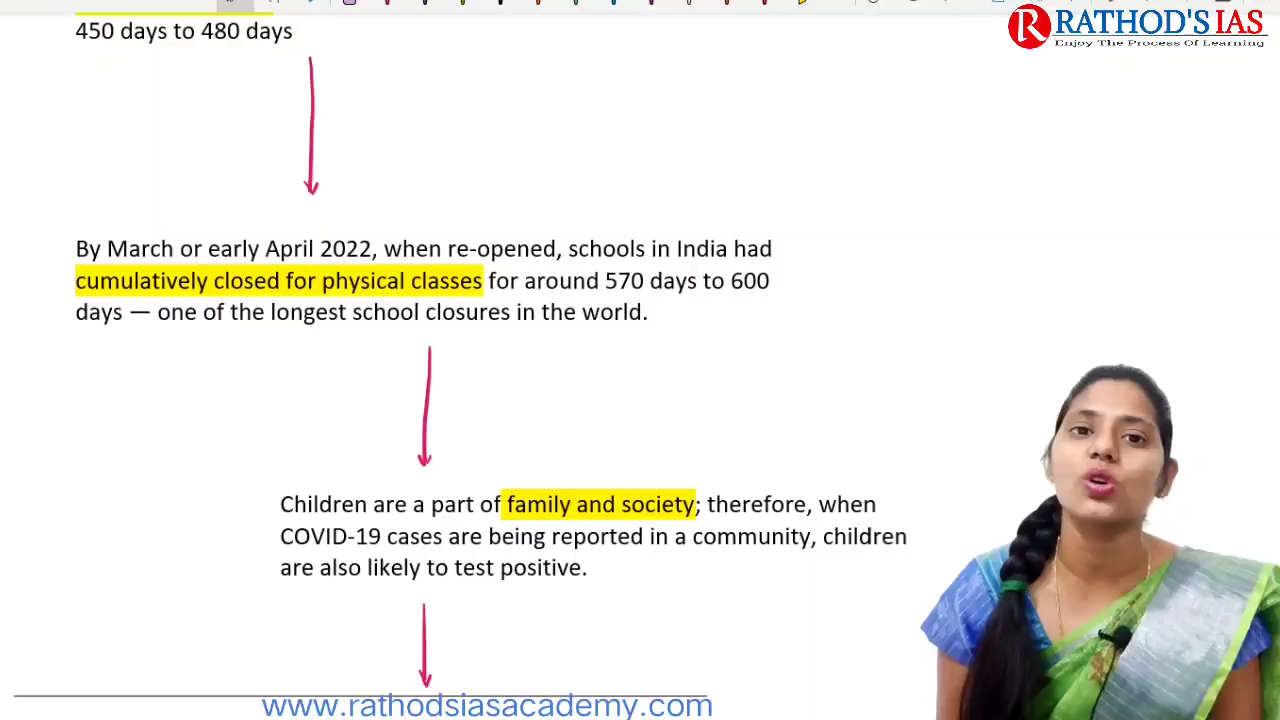 450 days to 480 days
RATHOD'S IAS
Enjoy The Process Of Learning
By March or early April 2022, when re-opened, schools in India had
cumulatively closed for physical classes for around 570 days to 600
days — one of the longest school closures in the world.
Children are a part of family and society; therefore, when
COVID-19 cases are being reported in a community, children
are also likely to test positive.
www.rathodsiasacademy.com